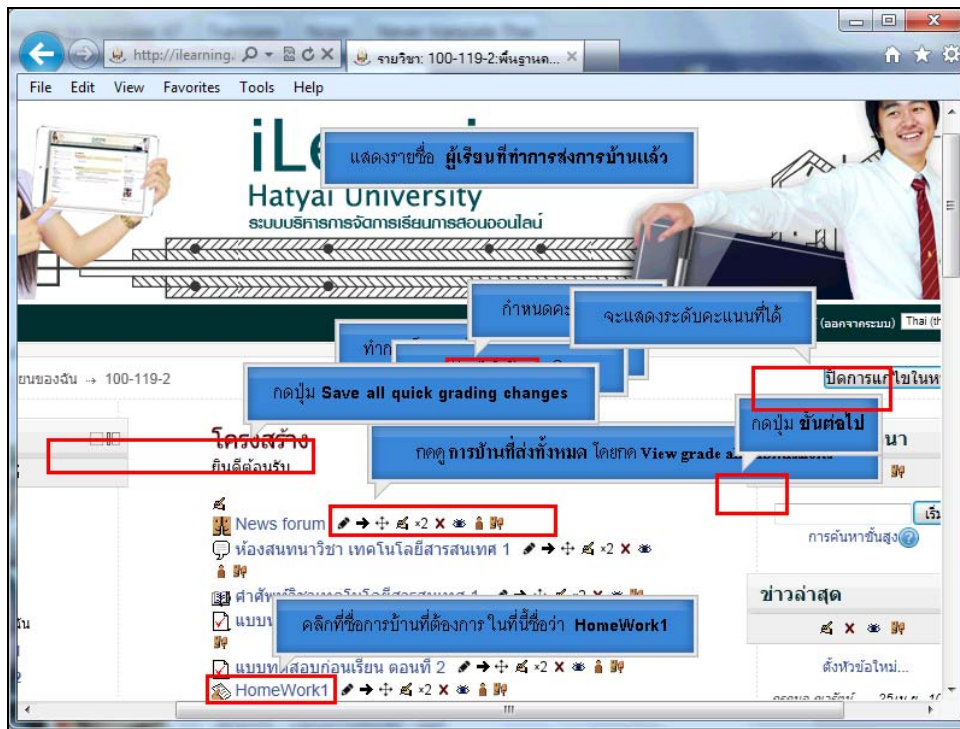 http://ilearning.
รายวิชา: 100-119-2:พื้นฐานด...
File Edit View Favorites Tools Help
แสดงรายชื่อ ผู้เรียนที่ทำการส่งการบ้านแล้ว
Hatyai University
ระบบบริหารการจัดการเรียนการสอนออนไลน์
กำหนดคะ
จะแสดงระดับคะแนนที่ได้
(ออกจากระบบ) Thai (th
ทำกา
ยนของฉัน → 100-119-2
ปิดการแก้ไขในห
กดปุ่ม Save all quick grading changes
กดปุ่ม ขั้นต่อไป
โครงสร้าง
นา
ยินดีต้อนรับ
กดดู การบ้านที่ส่งทั้งหมด โดยกด View grade
News forum ×2
เริ่
ห้องสนทนาวิชา เทคโนโลยีสารสนเทศ 1 ×2
การค้นหาชั้นสูง
ข่าวล่าสุด
คลิกที่ชื่อการบ้านที่ต้องการ ในที่นี้ชื่อว่า HomeWork1
แบบทดสอบก่อนเรียน ตอนที่ 2 ×2
ตั้งหัวข้อใหม่...
HomeWork1 ×2